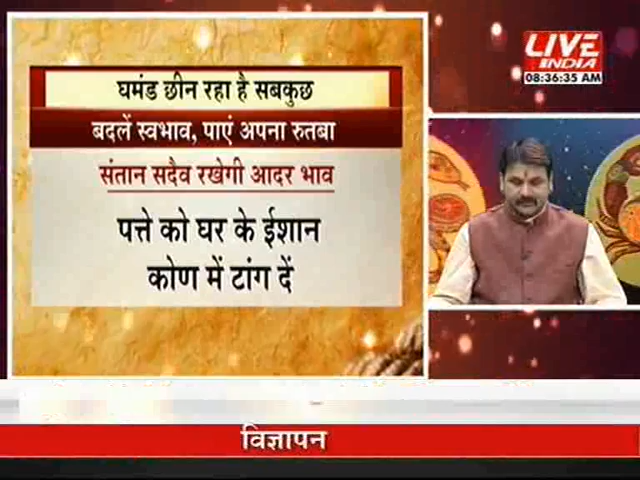 घमंड छीन रहा है सबकुछ
बदलें स्वभाव, पाएं अपना रुतबा
संतान सदैव रखेगी आदर भाव
पत्ते को घर के ईशान
कोण में टांग दें
LIVE
INDIA
08:36:35 AM
विज्ञापन